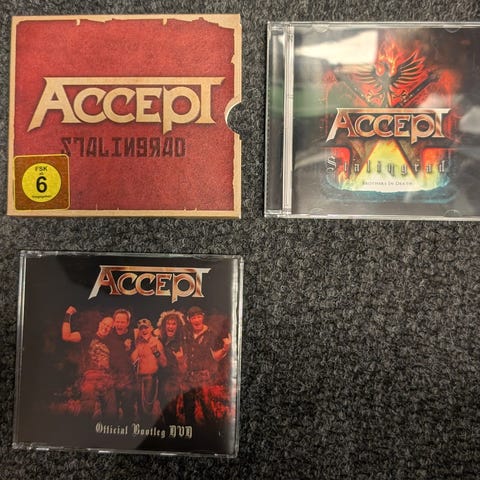 ACCEPT
STALINGRAD
FSK
6
ACCEPT
Stalingrad
BROTHERS IN DEATH
ACCEPT
Official Bootleg DVD